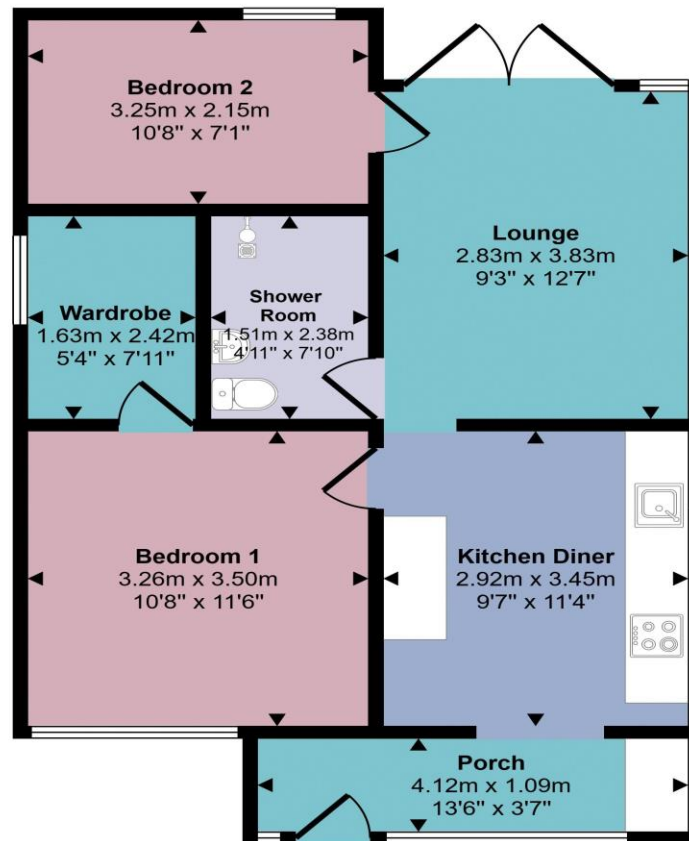 Bedroom 2
3.25m x 2.15m
10'8" x 7'1"
Lounge
2.83m x 3.83m
9'3" x 12'7"
Wardrobe
1.63m x 2.42m
5'4" x 7'11"
Shower
Room
1.51m x 2.38m
4'11" x 7'10"
Bedroom 1
3.26m x 3.50m
10'8" x 11'6"
Kitchen Diner
2.92m x 3.45m
9'7" x 11'4"
Porch
4.12m x 1.09m
13'6" x 3'7"